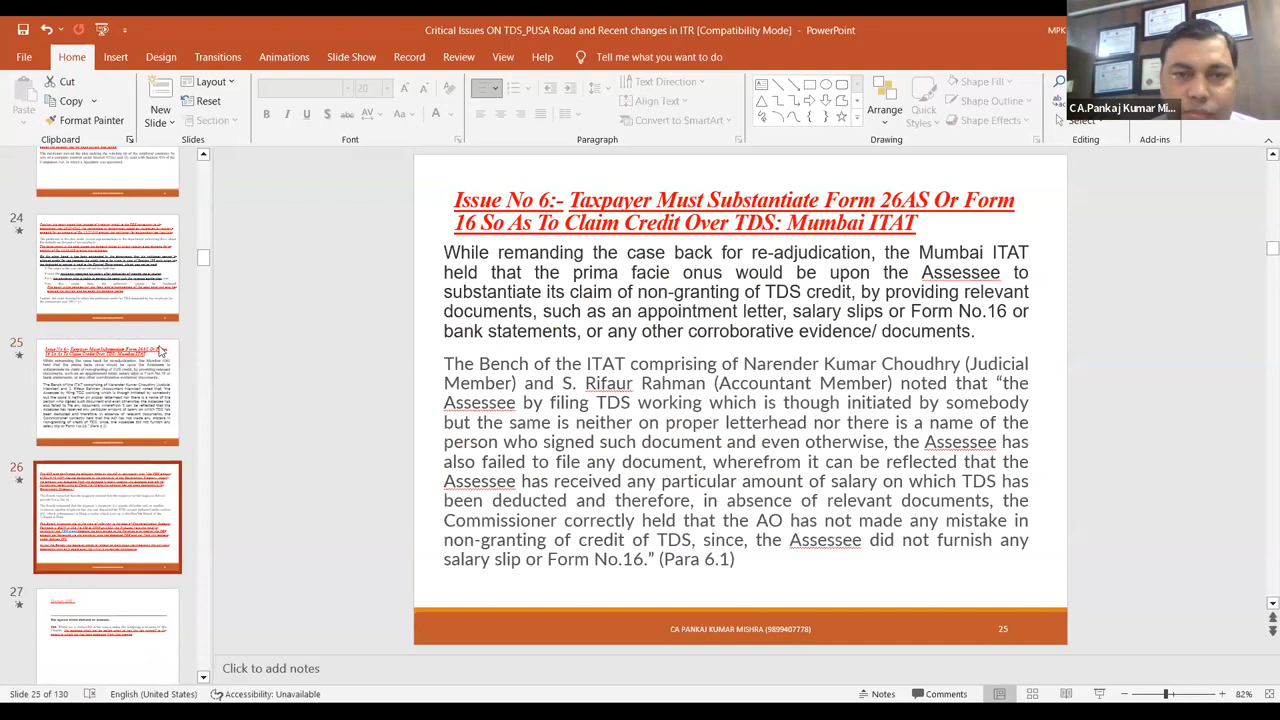 Critical Issues ON TDS_PUSA Road and Recent changes in ITR [Compatibility Mode] - PowerPoint
MPK
File Home Insert Design Transitions Animations Slide Show Record Review View Help Tell me what you want to do
CA.Pankaj Kumar Mi...
Paste
Cut
Copy
Format Painter
Clipboard
New
Slide
Layout
Reset
Section
Slides
20
Font
Text Direction
Align Text
Paragraph
Arrange
Quick
Styles
Shape Fill
Shape Outline
Shape Effects
Drawing
Select
Editing
Add-ins
24
25
26
27
Issue No 6:- Taxpayer Must Substantiate Form 26AS Or Form
16 So As To Claim Credit Over TDS: Mumbai ITAT
While remanding the case back for re-adjudication, the Mumbai ITAT
held that the prima facie onus would be upon the Assessee to
substantiate its claim of non-granting of TDS credit, by providing relevant
documents, such as an appointment letter, salary slips or Form No.16 or
bank statements, or any other corroborative evidence/ documents.
The Bench of the ITAT comprising of Narender Kumar Choudhry (Judicial
Member) and S. Rifaur Rahman (Accountant Member) noted that “the
Assessee by filing TDS working which is though initiated by somebody
but the same is neither on proper letterhead nor there is a name of the
person who signed such document and even otherwise, the Assessee has
also failed to file any document, wherefrom it can be reflected that the
Assessee has received any particular amount of salary on which TDS has
been deducted and therefore, in absence of relevant documents, the
Commissioner correctly held that the AO has not made any mistake in
non-granting of credit of TDS, since, the Assessee did not furnish any
salary slip or Form No.16.” (Para 6.1)
CA PANKAJ KUMAR MISHRA (9899407778)
25
Click to add notes
Slide 25 of 130 English (United States) Accessibility: Unavailable Notes Comments 82%